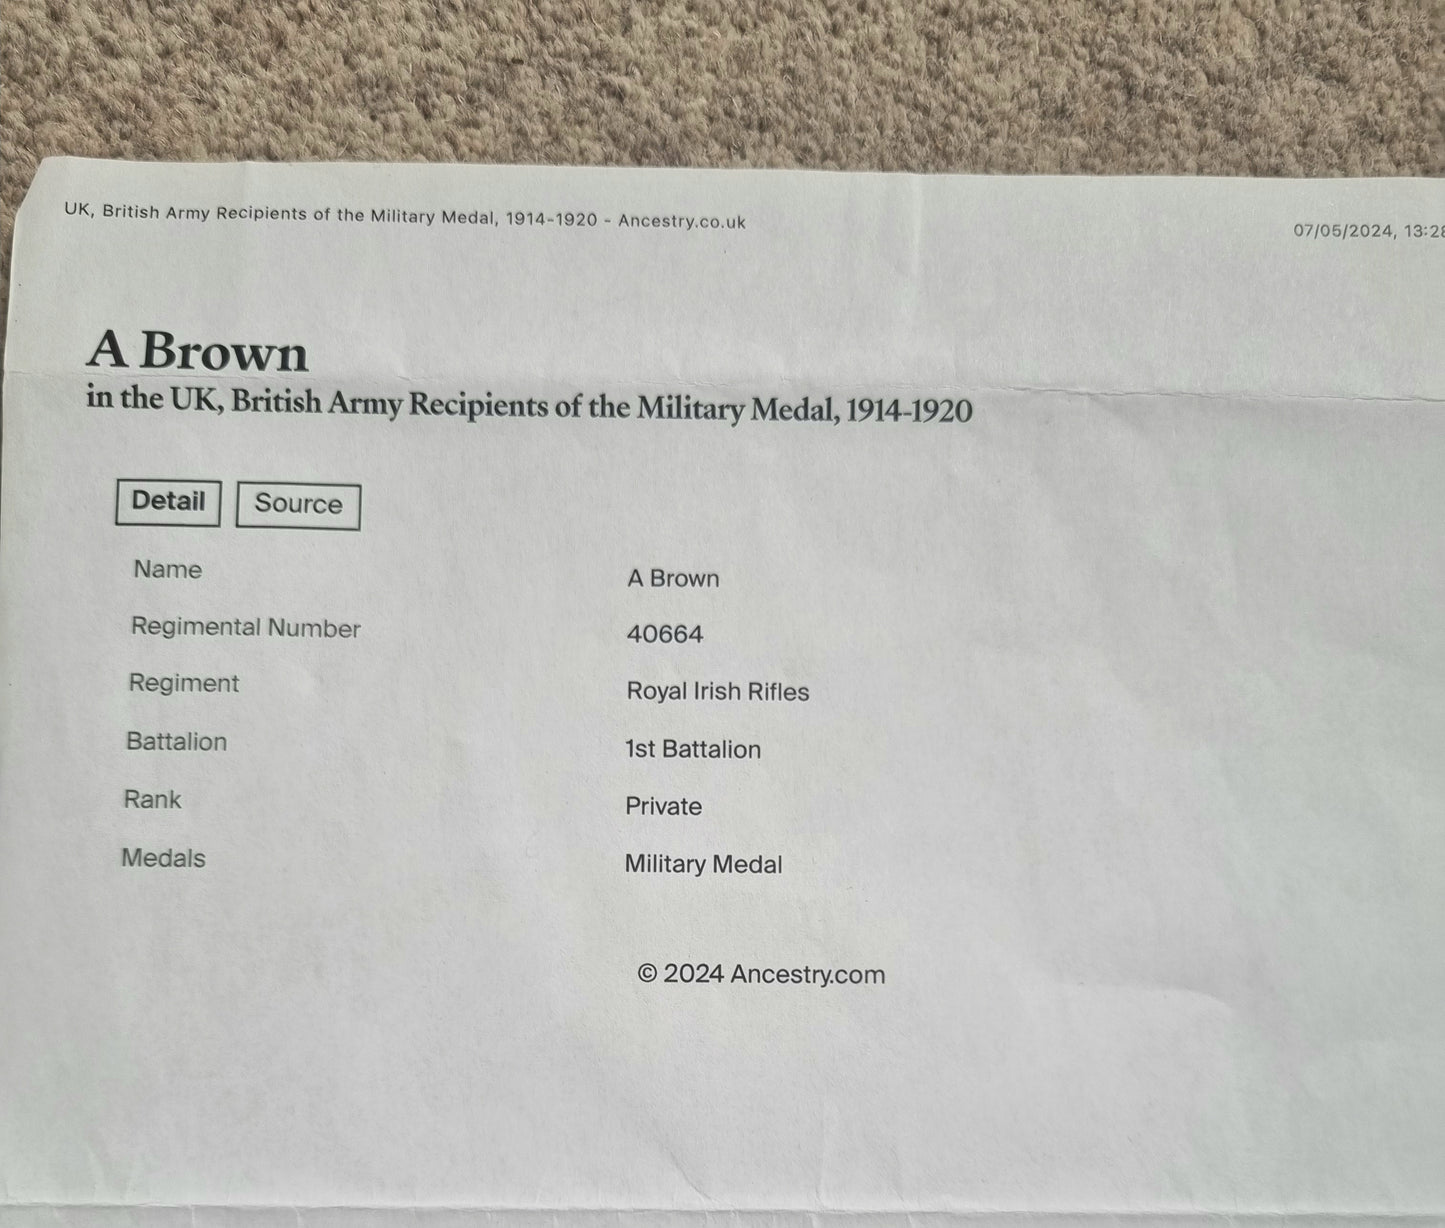 UK, British Army Recipients of the Military Medal, 1914-1920 - Ancestry.co.uk
07/05/2024, 13:28
A Brown
in the UK, British Army Recipients of the Military Medal, 1914-1920
Detail Source
Name A Brown
Regimental Number 40664
Regiment Royal Irish Rifles
Battalion 1st Battalion
Rank Private
Medals Military Medal
© 2024 Ancestry.com